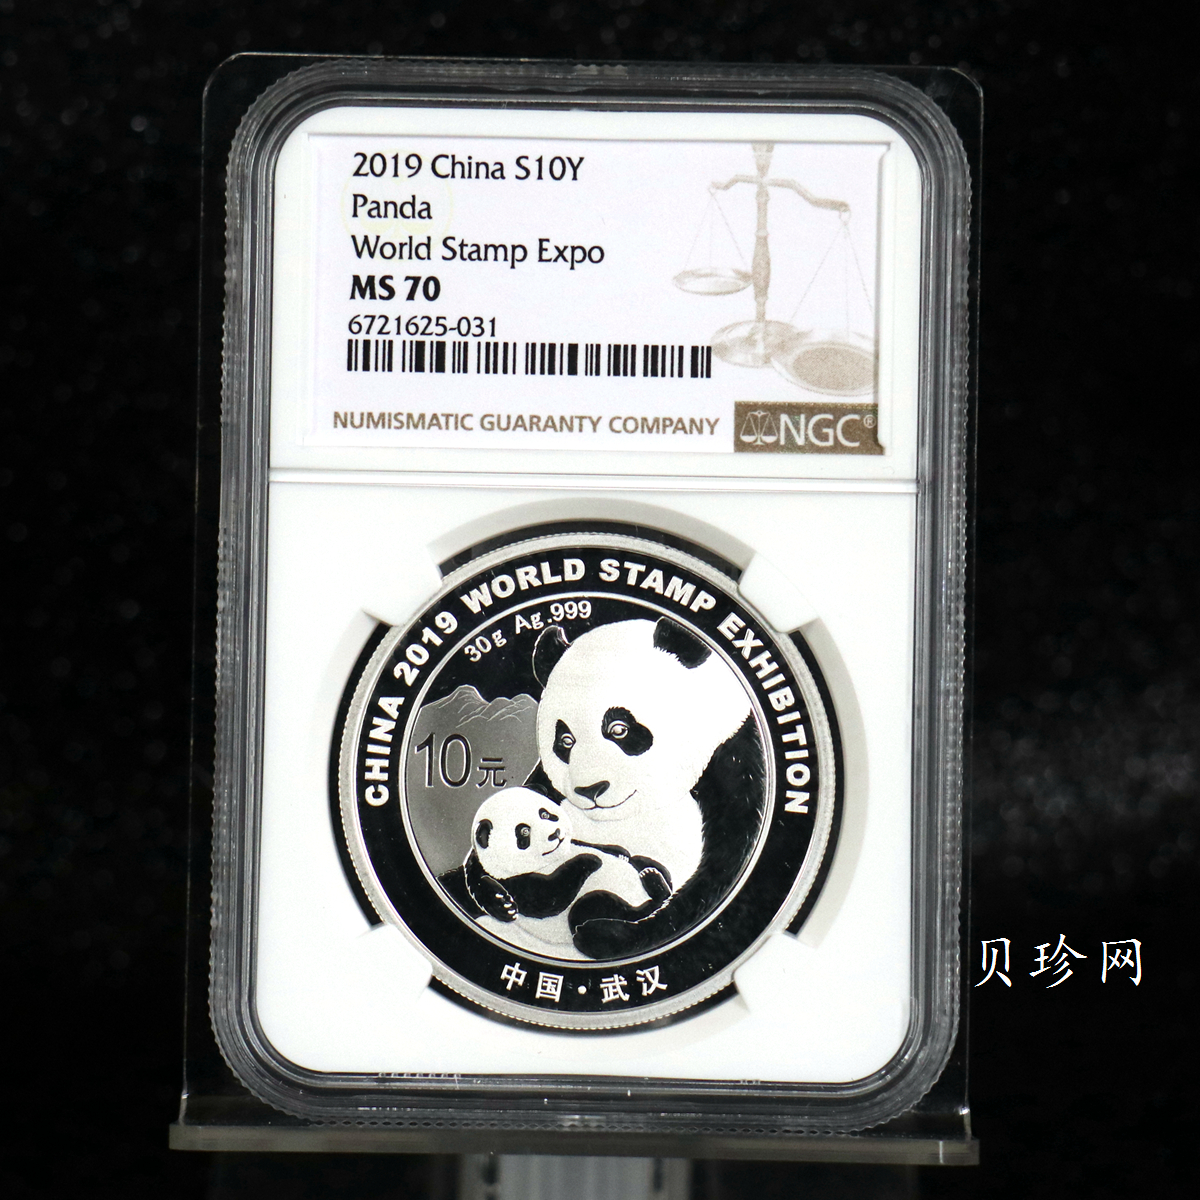 2019 China S10Y
Panda
World Stamp Expo
MS 70
6721625-031
NUMISMATIC GUARANTY COMPANY
NGC®
CHINA 2019 WORLD STAMP EXHIBITION
30g Ag.999
10元
中国·武汉
贝珍网